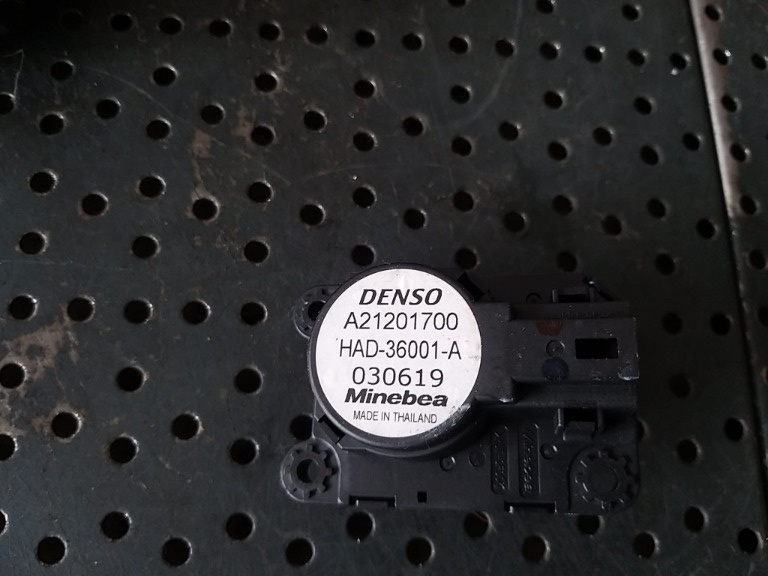 DENSO
A21201700
HAD-36001-A
030619
Minebea
MADE IN THAILAND